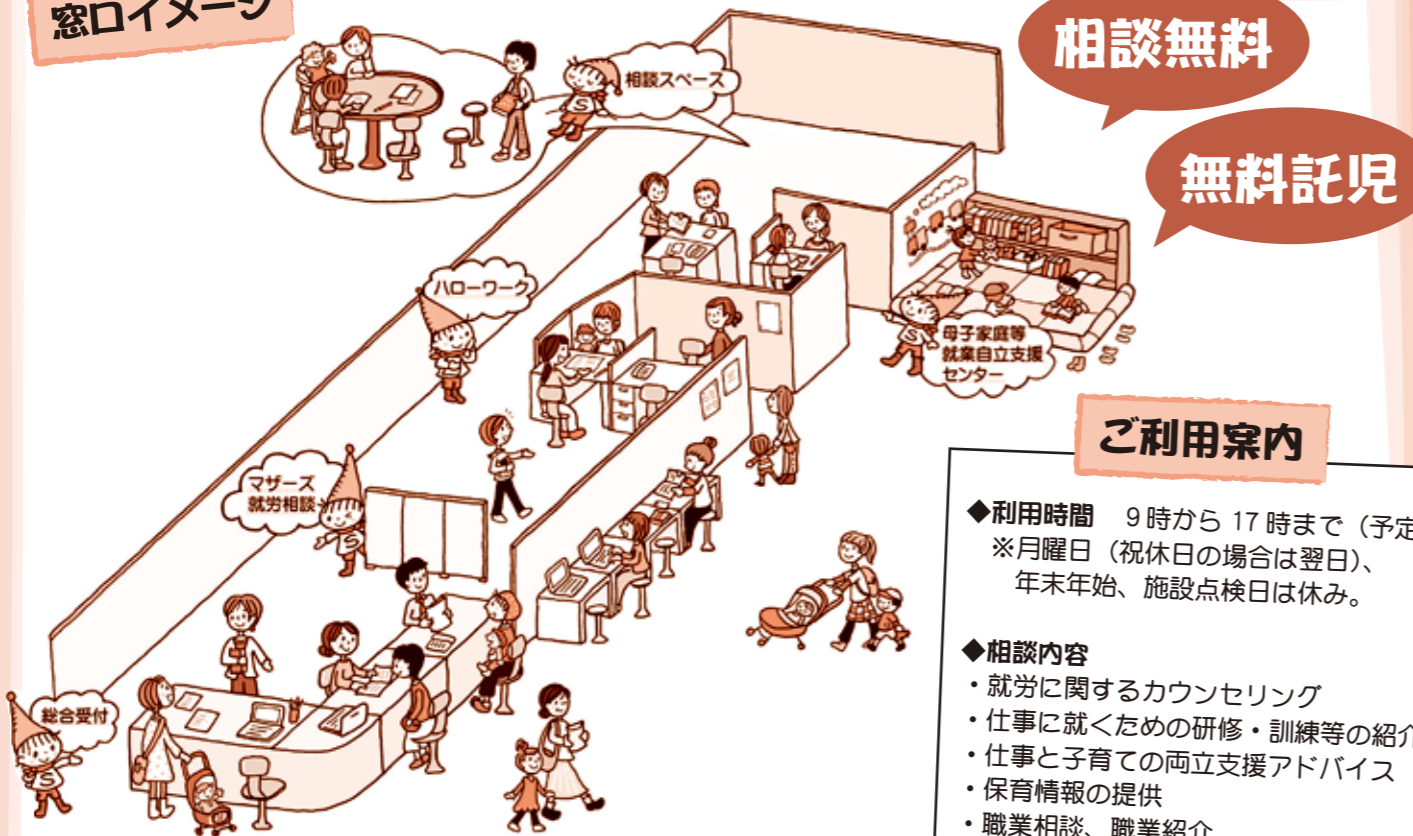 窓口イメージ
相談無料
無料託児
相談スペース
ハローワーク
母子家庭等
就業自立支援
センター
マザーズ
就労相談
総合受付
ご利用案内
◆利用時間　9時から 17 時まで（予定
※月曜日（祝休日の場合は翌日）、
年末年始、施設点検日は休み。
◆相談内容
・就労に関するカウンセリング
・仕事に就くための研修・訓練等の紹介
・仕事と子育ての両立支援アドバイス
・保育情報の提供
・職業相談、職業紹介